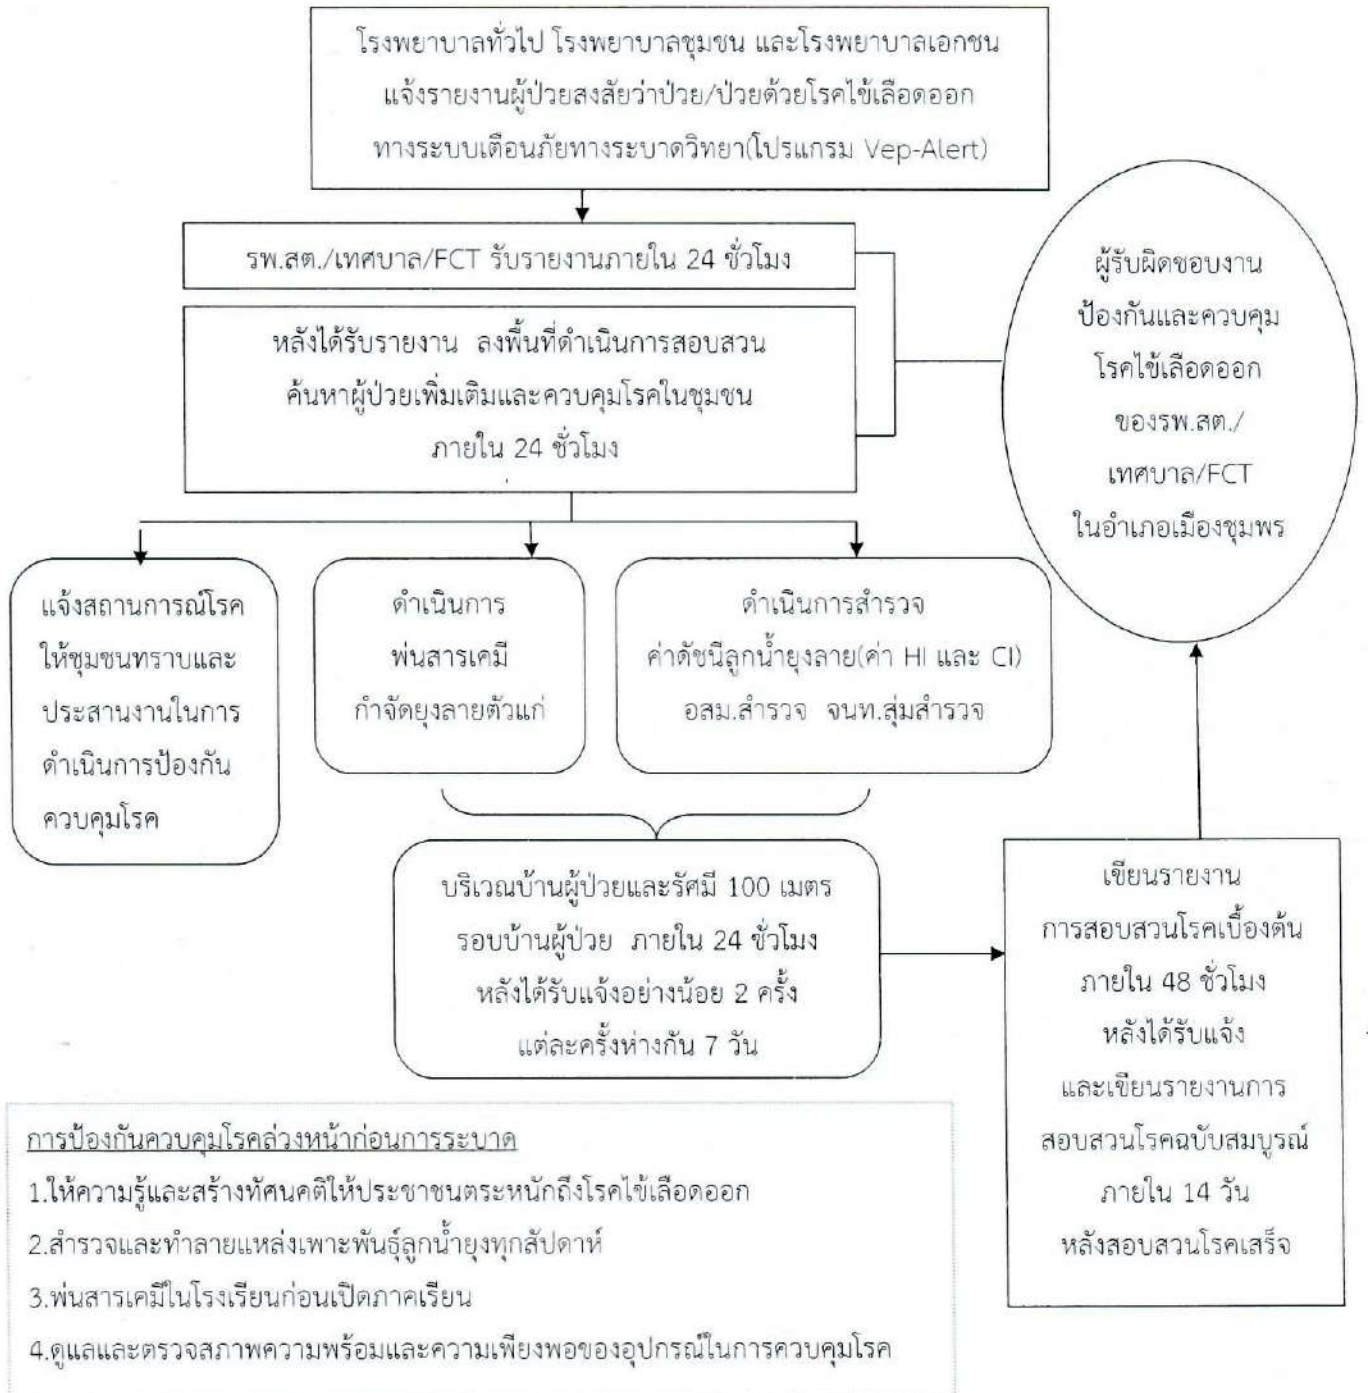 โรงพยาบาลทั่วไป โรงพยาบาลชุมชน และโรงพยาบาลเอกชน
แจ้งรายงานผู้ป่วยสงสัยว่าป่วย/ป่วยด้วยโรคไข้เลือดออก
ทางระบบเตือนภัยทางระบาดวิทยา(โปรแกรม Vep-Alert)
รพ.สต./เทศบาล/FCT รับรายงานภายใน 24 ชั่วโมง
หลังได้รับรายงาน ลงพื้นที่ดำเนินการสอบสวน
ค้นหาผู้ป่วยเพิ่มเติมและควบคุมโรคในชุมชน
ภายใน 24 ชั่วโมง
ผู้รับผิดชอบงาน
ป้องกันและควบคุม
โรคไข้เลือดออก
ของรพ.สต./
เทศบาล/FCT
ในอำเภอเมืองชุมพร
แจ้งสถานการณ์โรค
ให้ชุมชนทราบและ
ประสานงานในการ
ดำเนินการป้องกัน
ควบคุมโรค
ดำเนินการ
พ่นสารเคมี
กำจัดยุงลายตัวแก่
ดำเนินการสำรวจ
ค่าดัชนีลูกน้ำยุงลาย(ค่า HI และ CI)
อสม.สำรวจ จนท.สุ่มสำรวจ
บริเวณบ้านผู้ป่วยและรัศมี 100 เมตร
รอบบ้านผู้ป่วย ภายใน 24 ชั่วโมง
หลังได้รับแจ้งอย่างน้อย 2 ครั้ง
แต่ละครั้งห่างกัน 7 วัน
เขียนรายงาน
การสอบสวนโรคเบื้องต้น
ภายใน 48 ชั่วโมง
หลังได้รับแจ้ง
และเขียนรายงานการ
สอบสวนโรคฉบับสมบูรณ์
ภายใน 14 วัน
หลังสอบสวนโรคเสร็จ
การป้องกันควบคุมโรคล่วงหน้าก่อนการระบาด
1.ให้ความรู้และสร้างทัศนคติให้ประชาชนตระหนักถึงโรคไข้เลือดออก
2.สำรวจและทำลายแหล่งเพาะพันธุ์ลูกน้ำยุงทุกสัปดาห์
3.พ่นสารเคมีในโรงเรียนก่อนเปิดภาคเรียน
4.ดูแลและตรวจสภาพความพร้อมและความเพียงพอของอุปกรณ์ในการควบคุมโรค